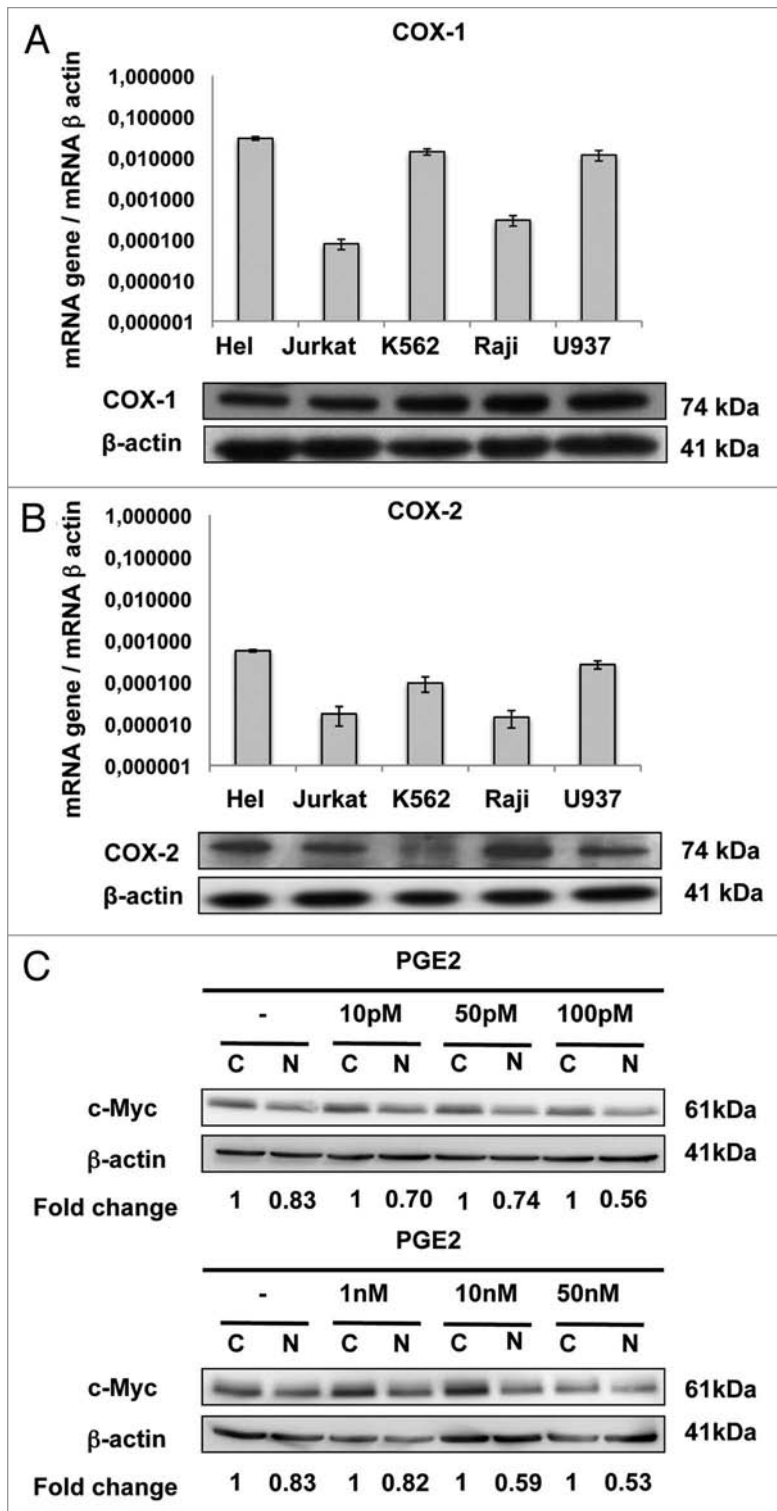 A
COX-1
mRNA gene / mRNA β actin
1,000000
0,100000
0,010000
0,001000
0,000100
0,000010
0,000001
Hel Jurkat K562 Raji U937
COX-1 74 kDa
β-actin 41 kDa
B
COX-2
mRNA gene / mRNA β actin
1,000000
0,100000
0,010000
0,001000
0,000100
0,000010
0,000001
Hel Jurkat K562 Raji U937
COX-2 74 kDa
β-actin 41 kDa
C
PGE2
- 10pM 50pM 100pM
C N C N C N C N
c-Myc 61kDa
β-actin 41kDa
Fold change 1 0.83 1 0.70 1 0.74 1 0.56
PGE2
- 1nM 10nM 50nM
C N C N C N C N
c-Myc 61kDa
β-actin 41kDa
Fold change 1 0.83 1 0.82 1 0.59 1 0.53